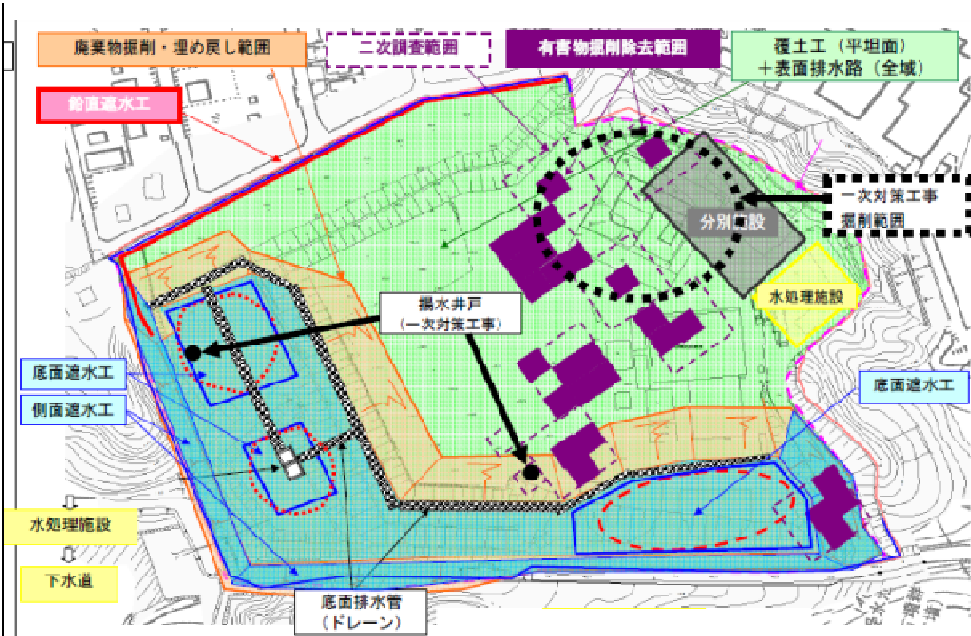 廃棄物掘削・埋め戻し範囲
二次調査範囲
有害物掘削除去範囲
覆土工（平坦面）
＋表面排水路（全域）
鉛直遮水工
一次対策工事
掘削範囲
分別施設
水処理施設
揚水井戸
（一次対策工事）
底面遮水工
側面遮水工
底面遮水工
水処理施設
下水道
底面排水管
（ドレーン）